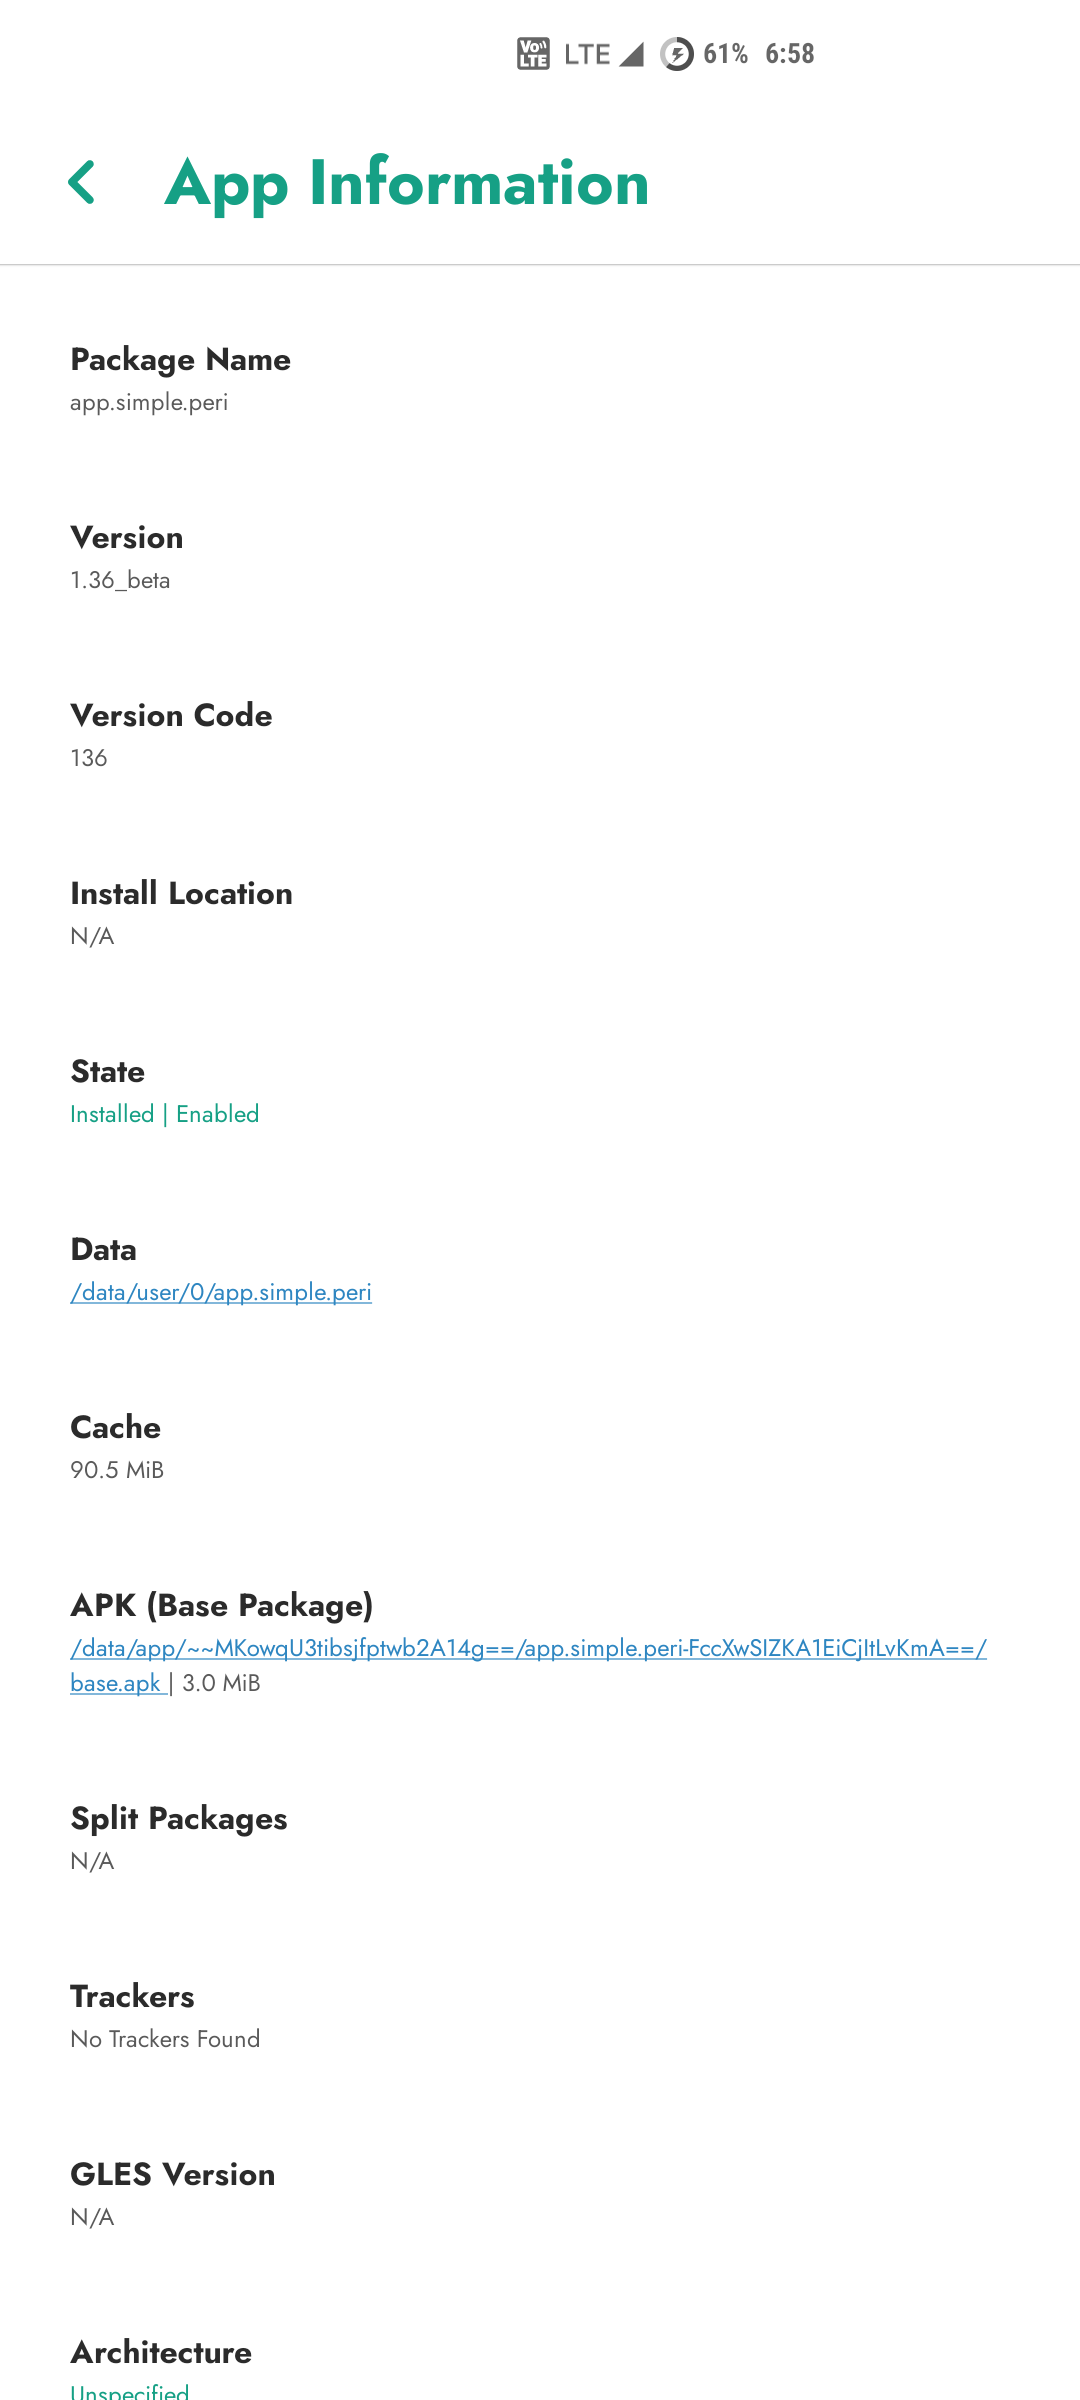 Vo LTE LTE 61% 6:58
App Information
Package Name
app.simple.peri
Version
1.36_beta
Version Code
136
Install Location
N/A
State
Installed | Enabled
Data
/data/user/0/app.simple.peri
Cache
90.5 MiB
APK (Base Package)
/data/app/~~MKowqU3tibsjfptwb2A14g==/app.simple.peri-FccXwSIZKA1EiCjItLvKmA==/
base.apk | 3.0 MiB
Split Packages
N/A
Trackers
No Trackers Found
GLES Version
N/A
Architecture
Unspecified